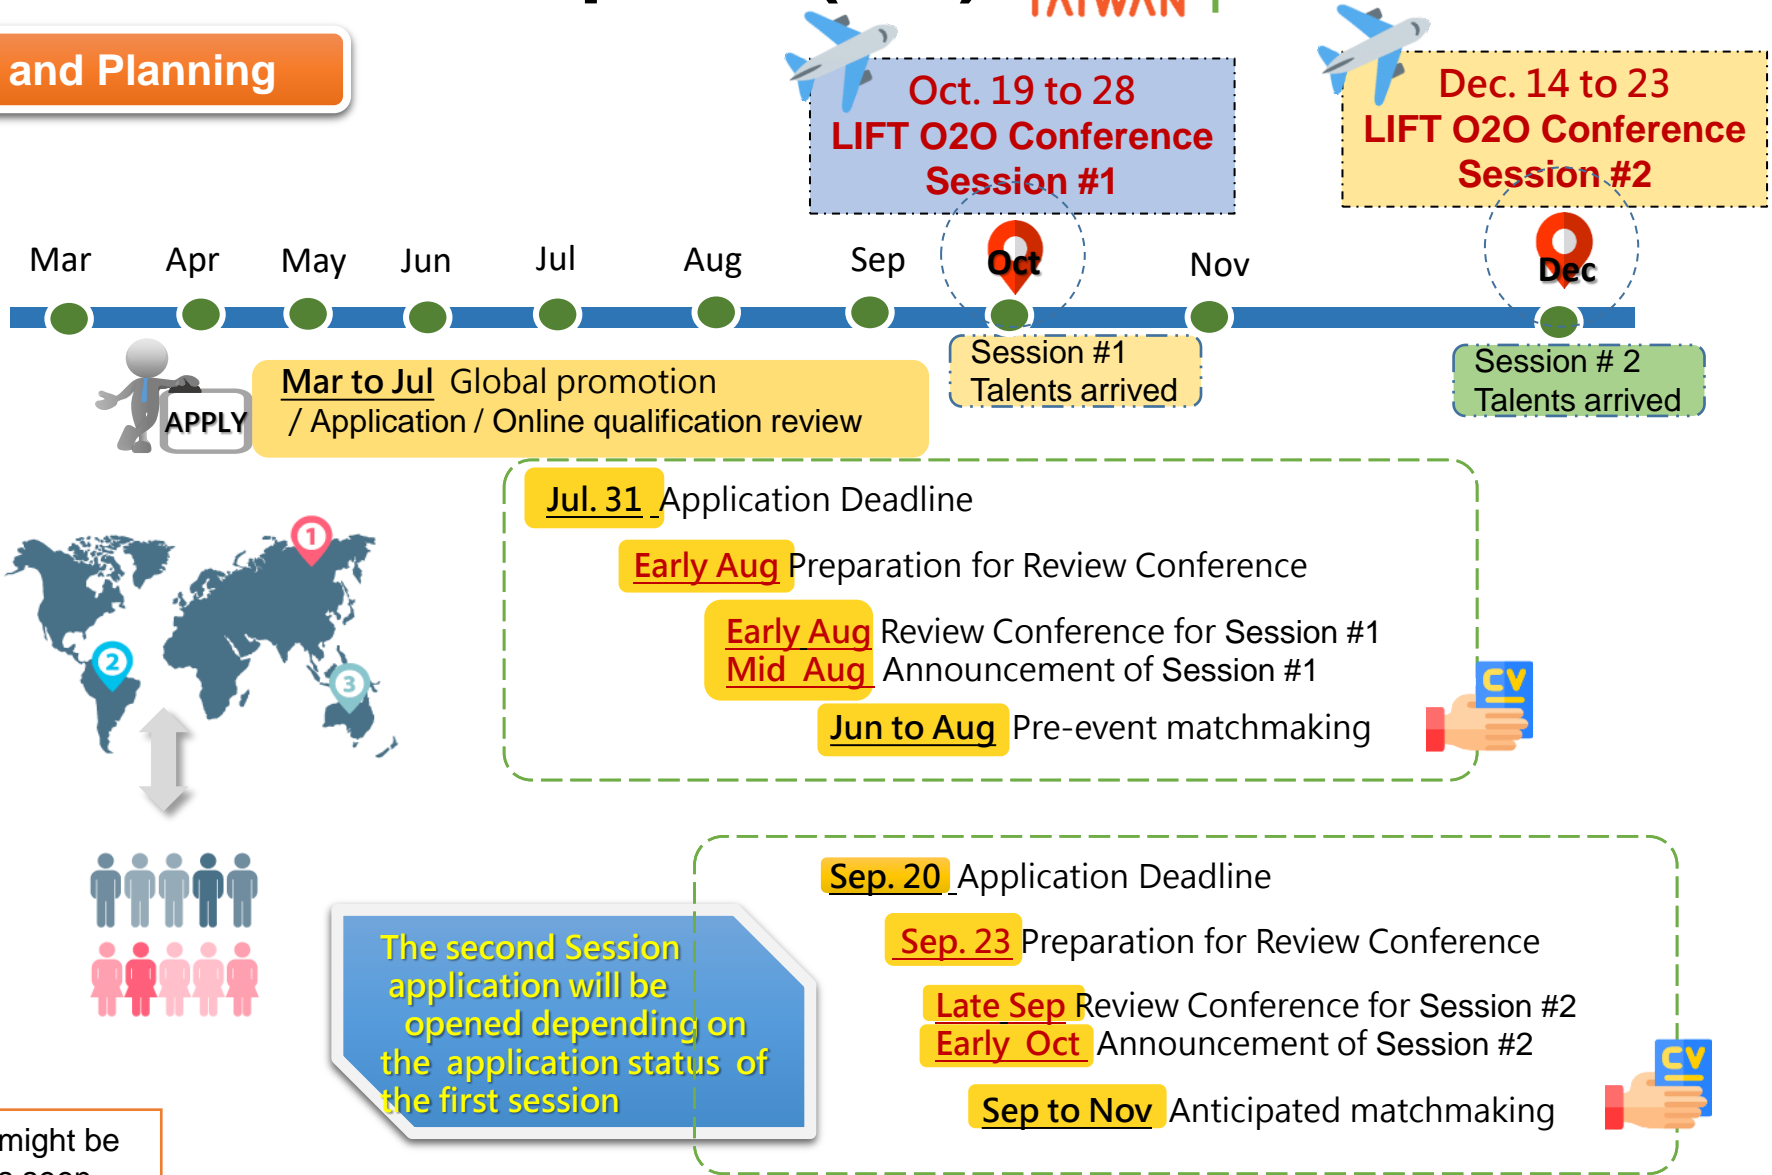 TAIWAN
and Planning
Oct. 19 to 28
LIFT O2O Conference
Session #1
Dec. 14 to 23
LIFT O2O Conference
Session #2
Mar Apr May Jun Jul Aug Sep Oct Nov Dec
Session #1
Talents arrived
Session # 2
Talents arrived
APPLY
Mar to Jul Global promotion
/ Application / Online qualification review
Jul. 31 Application Deadline
Early Aug Preparation for Review Conference
Early Aug Review Conference for Session #1
Mid Aug Announcement of Session #1
Jun to Aug Pre-event matchmaking
CV
1
2
3
Sep. 20 Application Deadline
Sep. 23 Preparation for Review Conference
Late Sep Review Conference for Session #2
Early Oct Announcement of Session #2
Sep to Nov Anticipated matchmaking
CV
The second Session
application will be
opened depending on
the application status of
the first session
might be